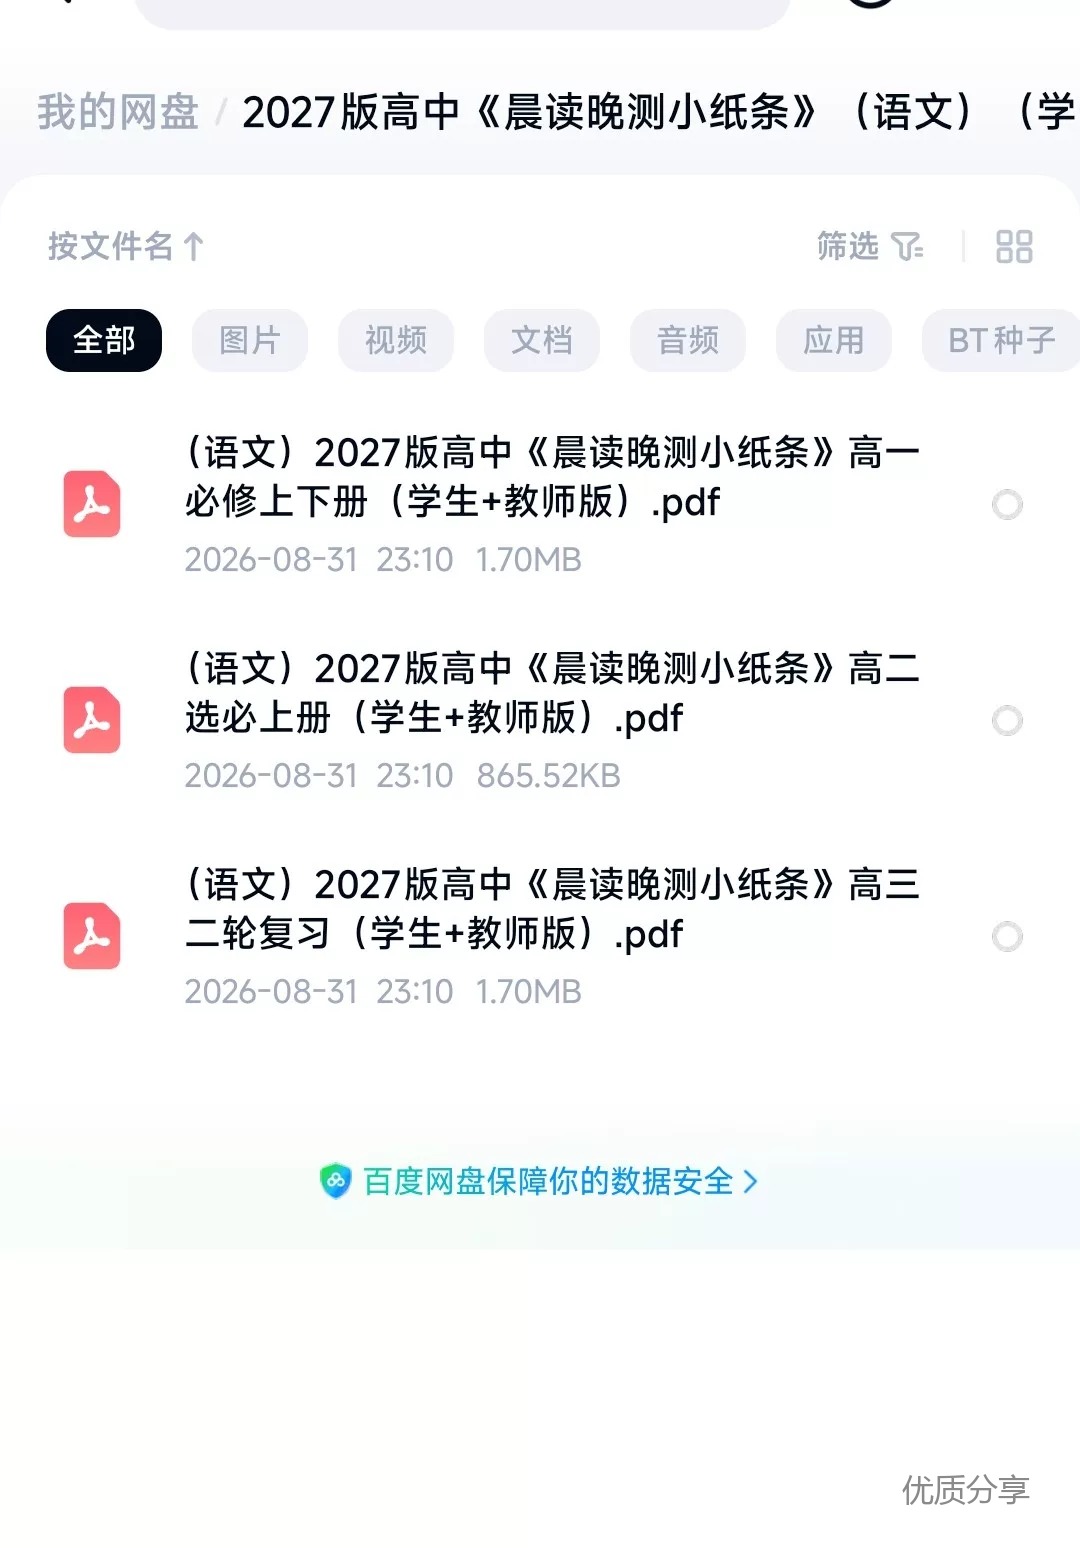 我的网盘 / 2027版高中《晨读晚测小纸条》（语文）（学
按文件名↑ 筛选
全部 图片 视频 文档 音频 应用 BT种子
（语文）2027版高中《晨读晚测小纸条》高一
必修上下册（学生+教师版）.pdf
2026-08-31 23:10 1.70MB
（语文）2027版高中《晨读晚测小纸条》高二
选必上册（学生+教师版）.pdf
2026-08-31 23:10 865.52KB
（语文）2027版高中《晨读晚测小纸条》高三
二轮复习（学生+教师版）.pdf
2026-08-31 23:10 1.70MB
百度网盘保障你的数据安全
优质分享